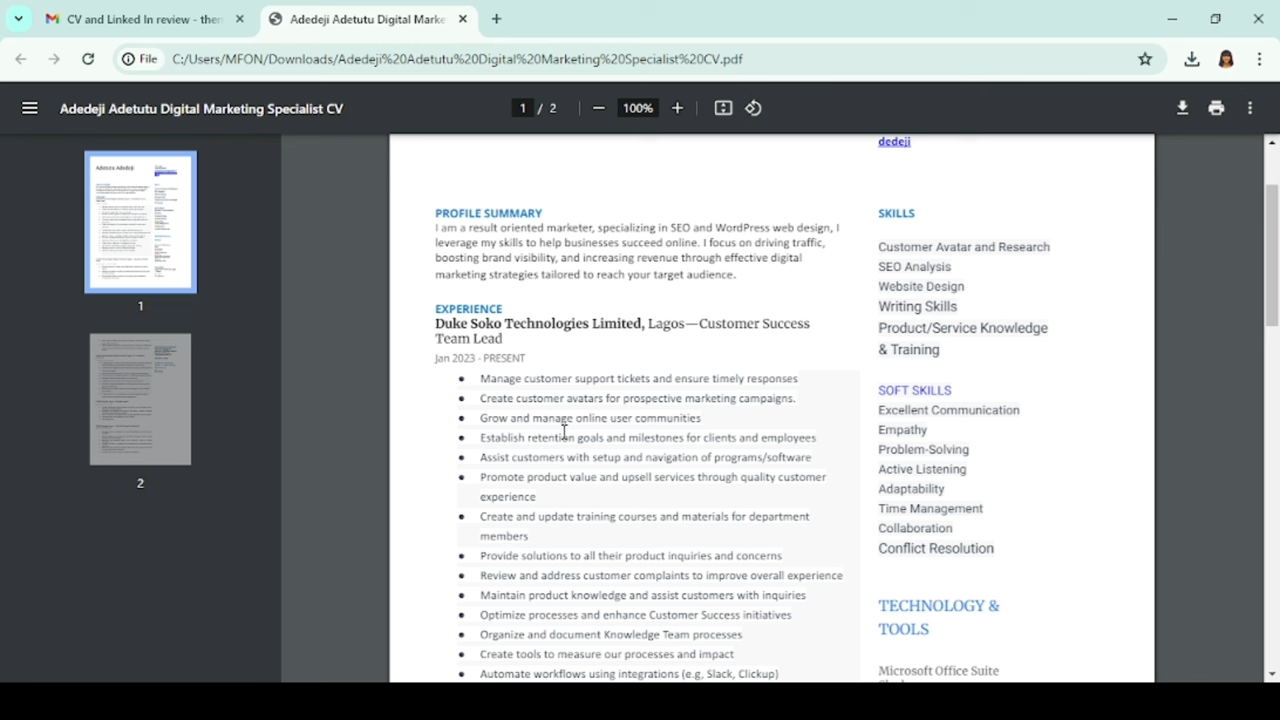 CV and Linked In review - then
Adedeji Adetutu Digital Marke
File
C:/Users/MFON/Downloads/Adedeji%20Adetutu%20Digital%20Marketing%20Specialist%20CV.pdf
Adedeji Adetutu Digital Marketing Specialist CV
1 / 2
100%
1
2
dedeji
PROFILE SUMMARY
I am a result oriented marketer, specializing in SEO and WordPress web design, I
leverage my skills to help businesses succeed online. I focus on driving traffic,
boosting brand visibility, and increasing revenue through effective digital
marketing strategies tailored to reach your target audience.
EXPERIENCE
Duke Soko Technologies Limited, Lagos—Customer Success
Team Lead
Jan 2023 - PRESENT
● Manage customer support tickets and ensure timely responses
● Create customer avatars for prospective marketing campaigns.
● Grow and manage online user communities
● Establish retention goals and milestones for clients and employees
● Assist customers with setup and navigation of programs/software
● Promote product value and upsell services through quality customer
experience
● Create and update training courses and materials for department
members
● Provide solutions to all their product inquiries and concerns
● Review and address customer complaints to improve overall experience
● Maintain product knowledge and assist customers with inquiries
● Optimize processes and enhance Customer Success initiatives
● Organize and document Knowledge Team processes
● Create tools to measure our processes and impact
● Automate workflows using integrations (e.g, Slack, Clickup)
SKILLS
Customer Avatar and Research
SEO Analysis
Website Design
Writing Skills
Product/Service Knowledge
& Training
SOFT SKILLS
Excellent Communication
Empathy
Problem-Solving
Active Listening
Adaptability
Time Management
Collaboration
Conflict Resolution
TECHNOLOGY &
TOOLS
Microsoft Office Suite